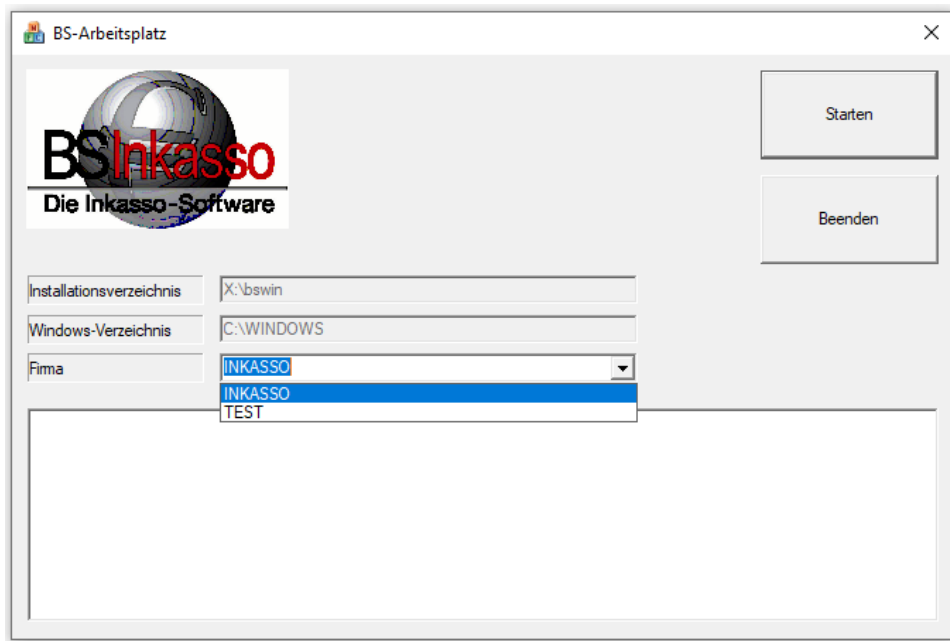 BS-Arbeitsplatz
BSInkasso
Die Inkasso-Software
Starten
Beenden
Installationsverzeichnis
X:\bswin
Windows-Verzeichnis
C:\WINDOWS
Firma
INKASSO
INKASSO
TEST